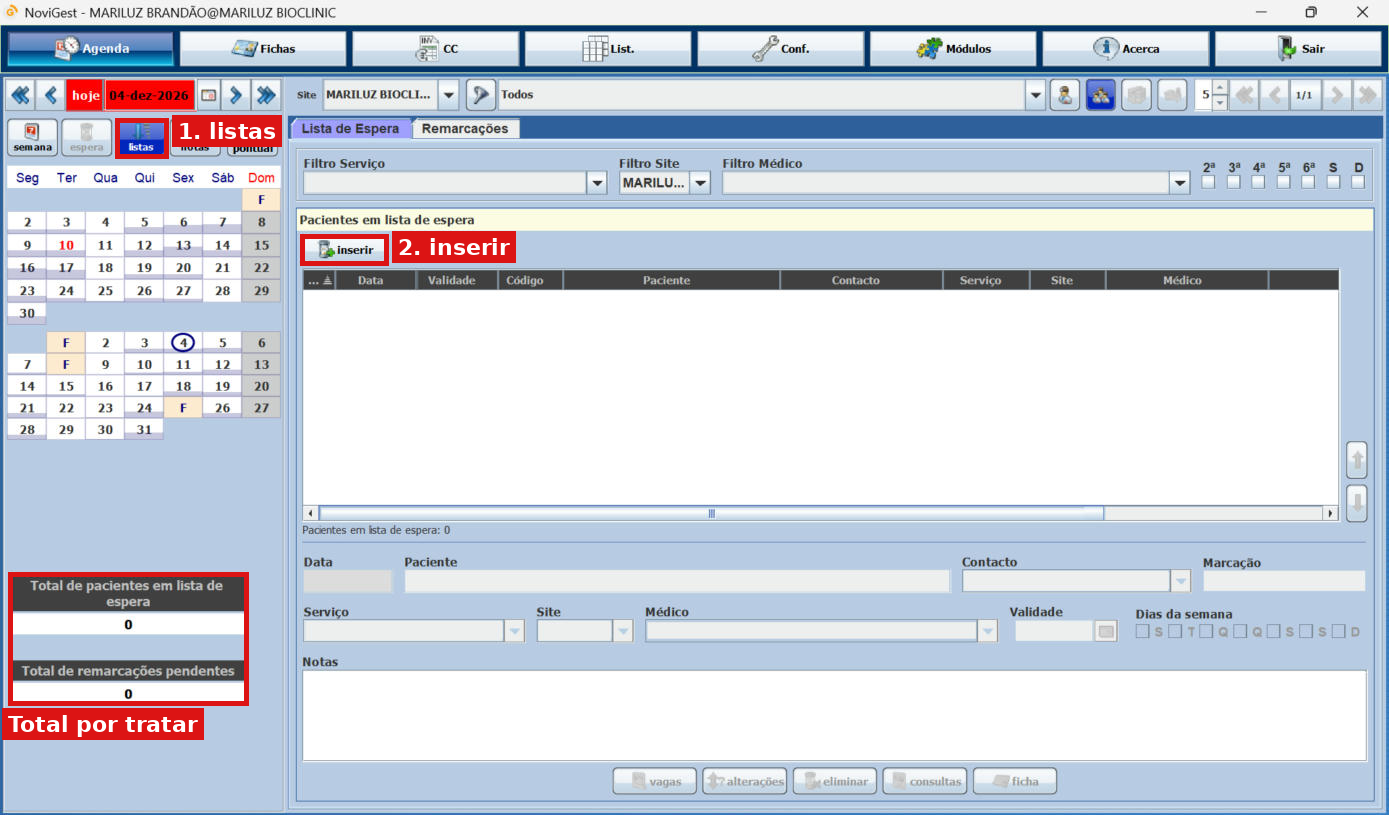 NoviGest - MARILUZ BRANDÃO@MARILUZ BIOCLINIC
Agenda Fichas CC List. Conf. Módulos Acerca Sair
hoje 04-dez-2026 Site MARILUZ BIOCLI... Todos 5 1/1
semana espera listas 1. listas notas pontual
Lista de Espera Remarcações
Seg Ter Qua Qui Sex Sáb Dom
F
2 3 4 5 6 7 8
9 10 11 12 13 14 15
16 17 18 19 20 21 22
23 24 25 26 27 28 29
30
F 2 3 4 5 6
7 F 9 10 11 12 13
14 15 16 17 18 19 20
21 22 23 24 F 26 27
28 29 30 31
Total de pacientes em lista de
espera
0
Total de remarcações pendentes
0
Total por tratar
Filtro Serviço Filtro Site Filtro Médico 2ª 3ª 4ª 5ª 6ª S D
MARILU...
Pacientes em lista de espera
inserir 2. inserir
... Data Validade Código Paciente Contacto Serviço Site Médico
Pacientes em lista de espera: 0
Data Paciente Contacto Marcação
Serviço Site Médico Validade Dias da semana
S T Q Q S S D
Notas
vagas alterações eliminar consultas ficha